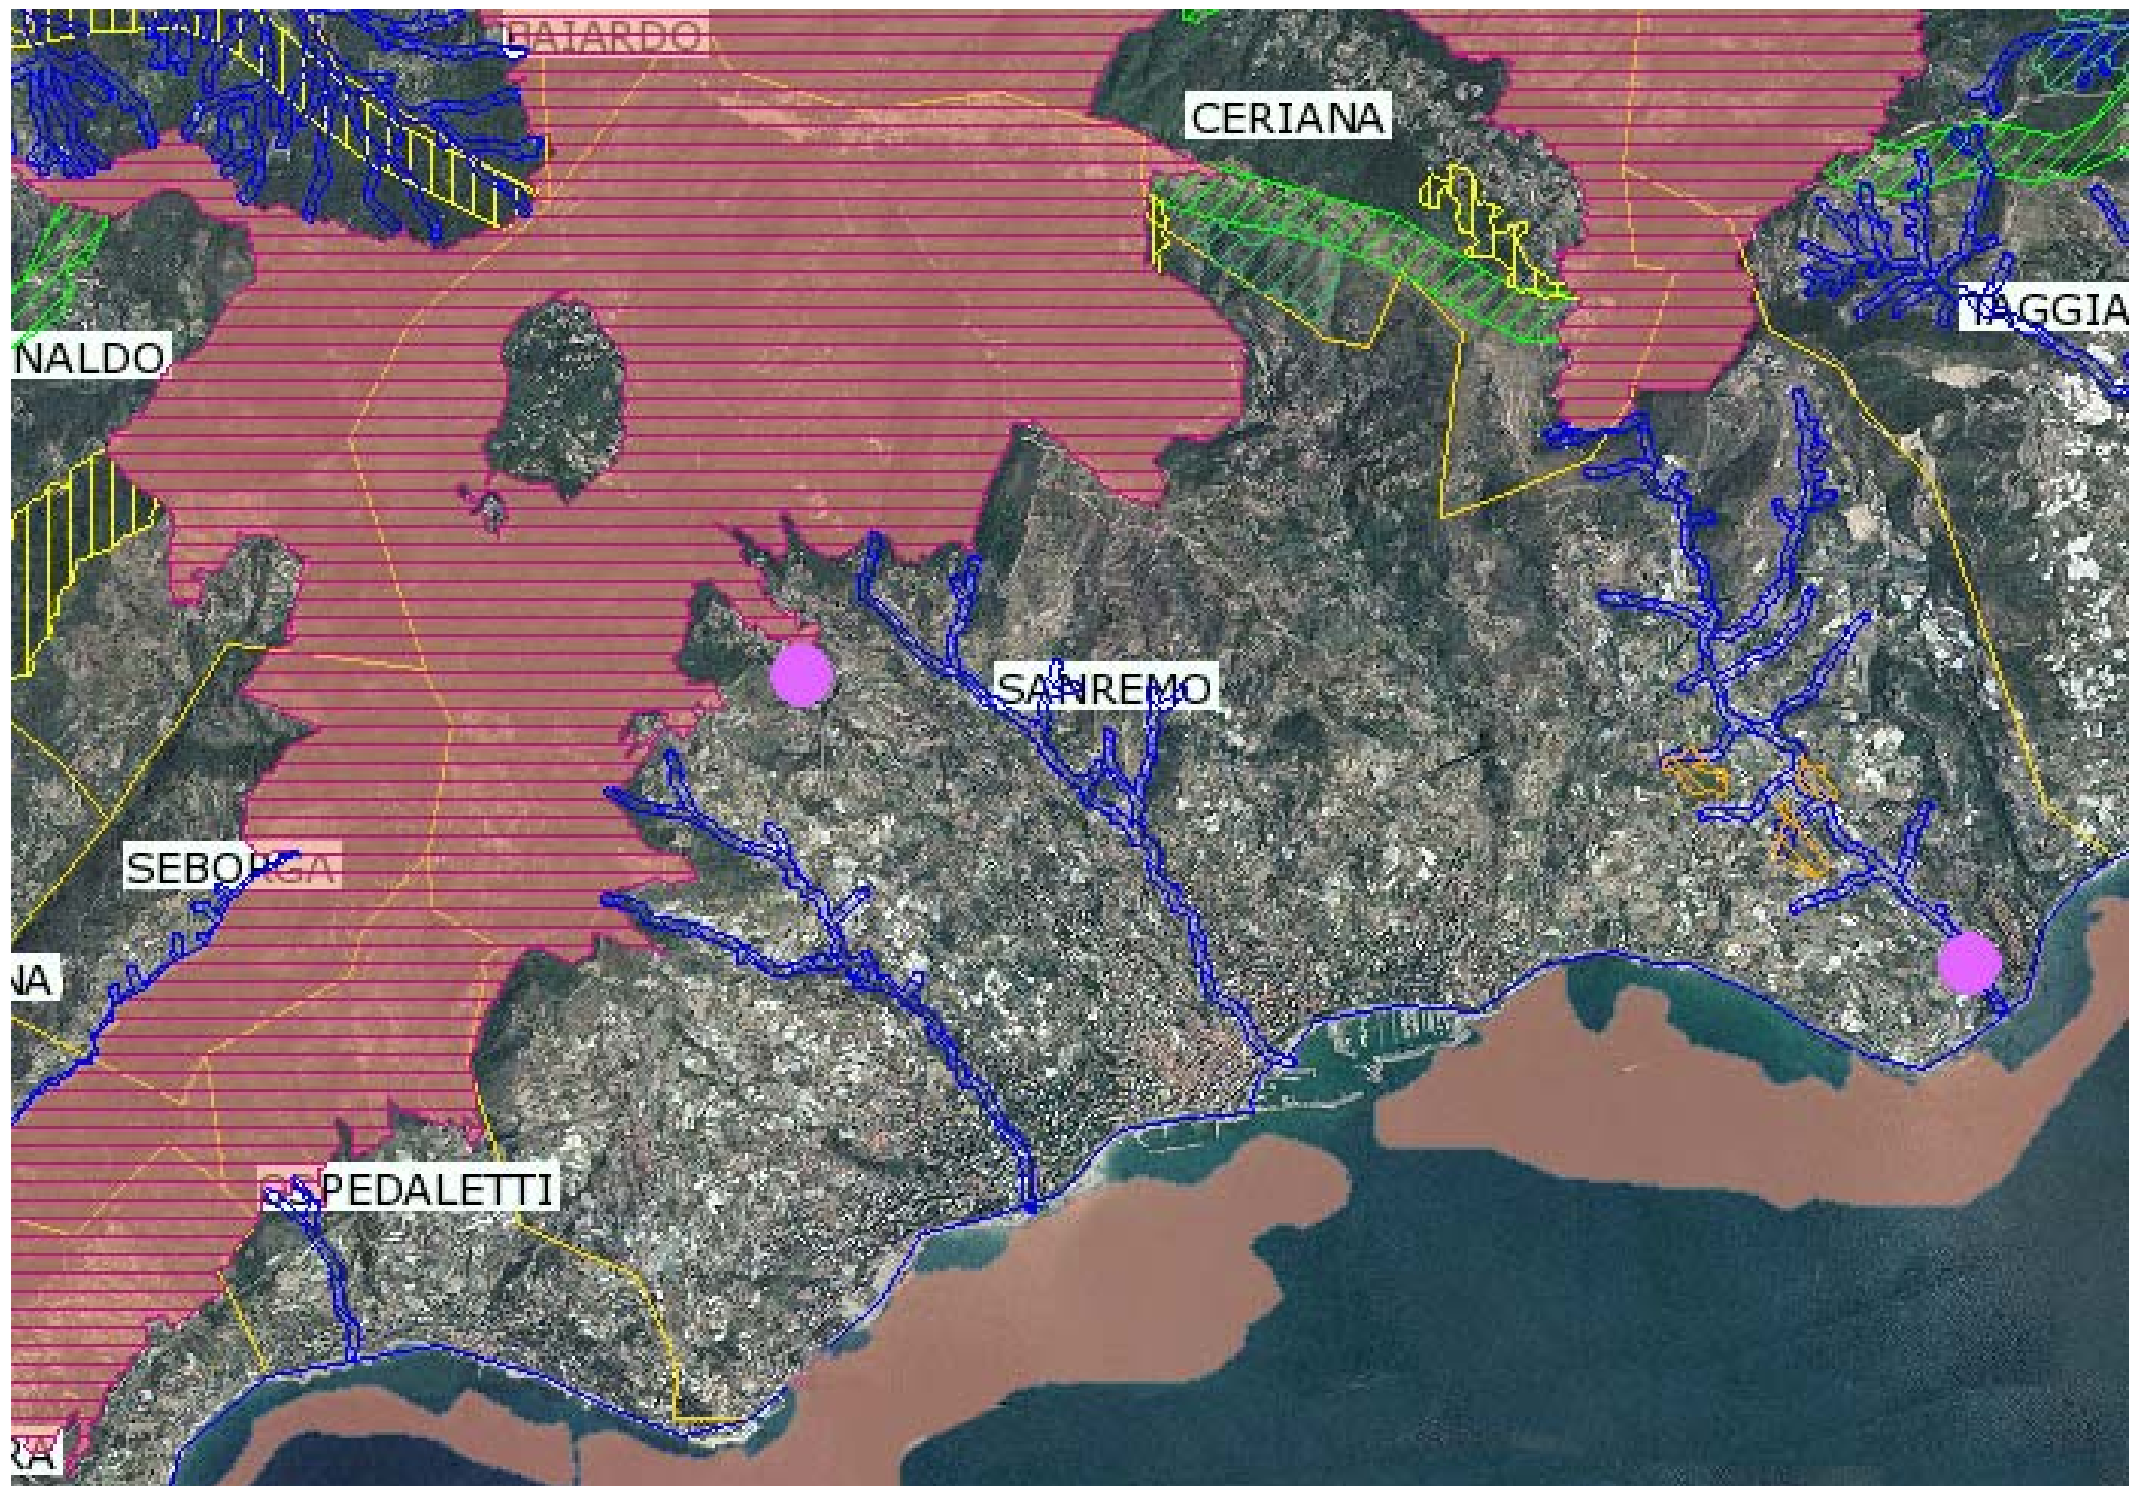 BAIARDO
CERIANA
TAGGIA
NALDO
SANREMO
SEBORGA
NA
OSPEDALETTI
RA